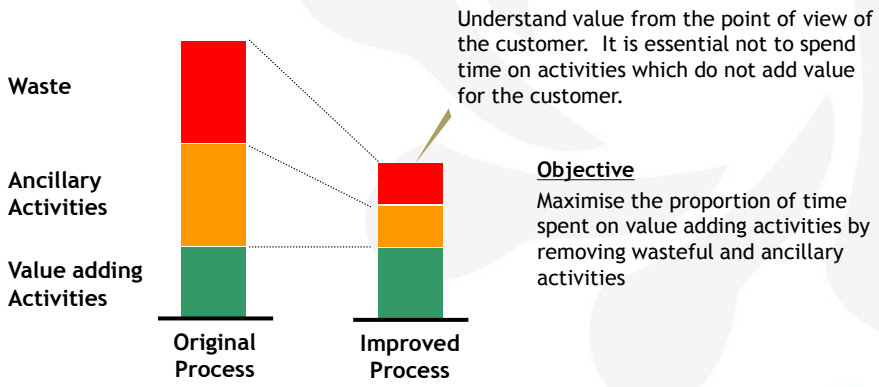 Understand value from the point of view of
the customer. It is essential not to spend
time on activities which do not add value
for the customer.
Waste
Ancillary
Activities
Value adding
Activities
Objective
Maximise the proportion of time
spent on value adding activities by
removing wasteful and ancillary
activities
Original
Process
Improved
Process